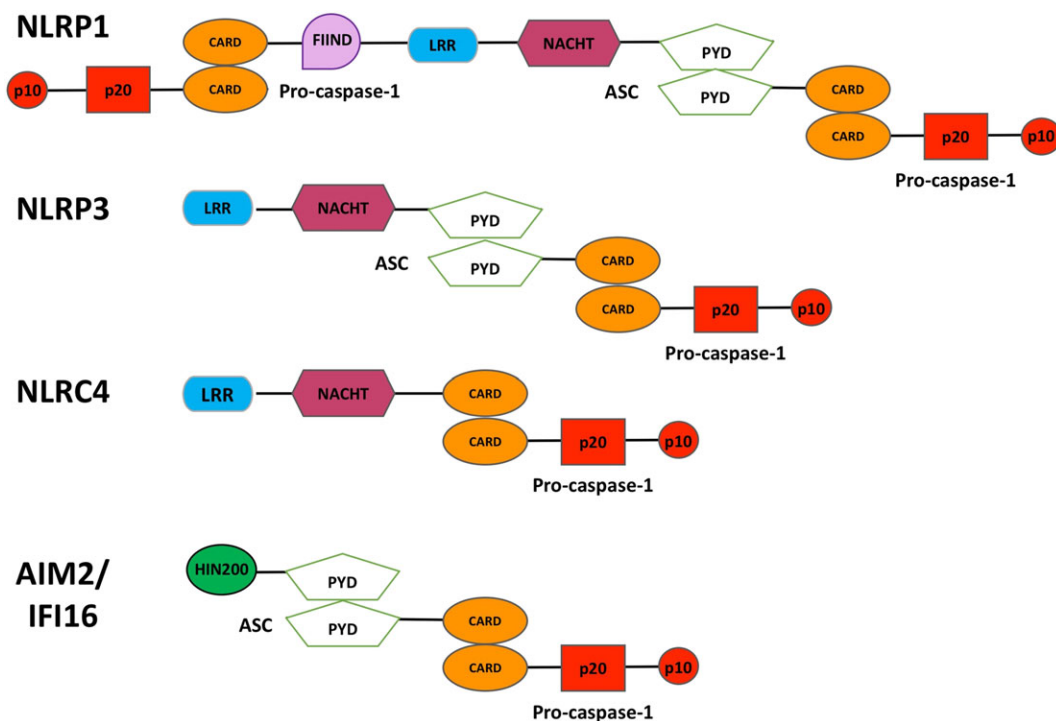 NLRP1
CARD FIIND LRR NACHT PYD
p10 p20 CARD Pro-caspase-1 ASC PYD CARD
CARD p20 p10
Pro-caspase-1
NLRP3
LRR NACHT PYD
ASC PYD CARD
CARD p20 p10
Pro-caspase-1
NLRC4
LRR NACHT CARD
CARD p20 p10
Pro-caspase-1
AIM2/
IFI16
HIN200 PYD
ASC PYD CARD
CARD p20 p10
Pro-caspase-1